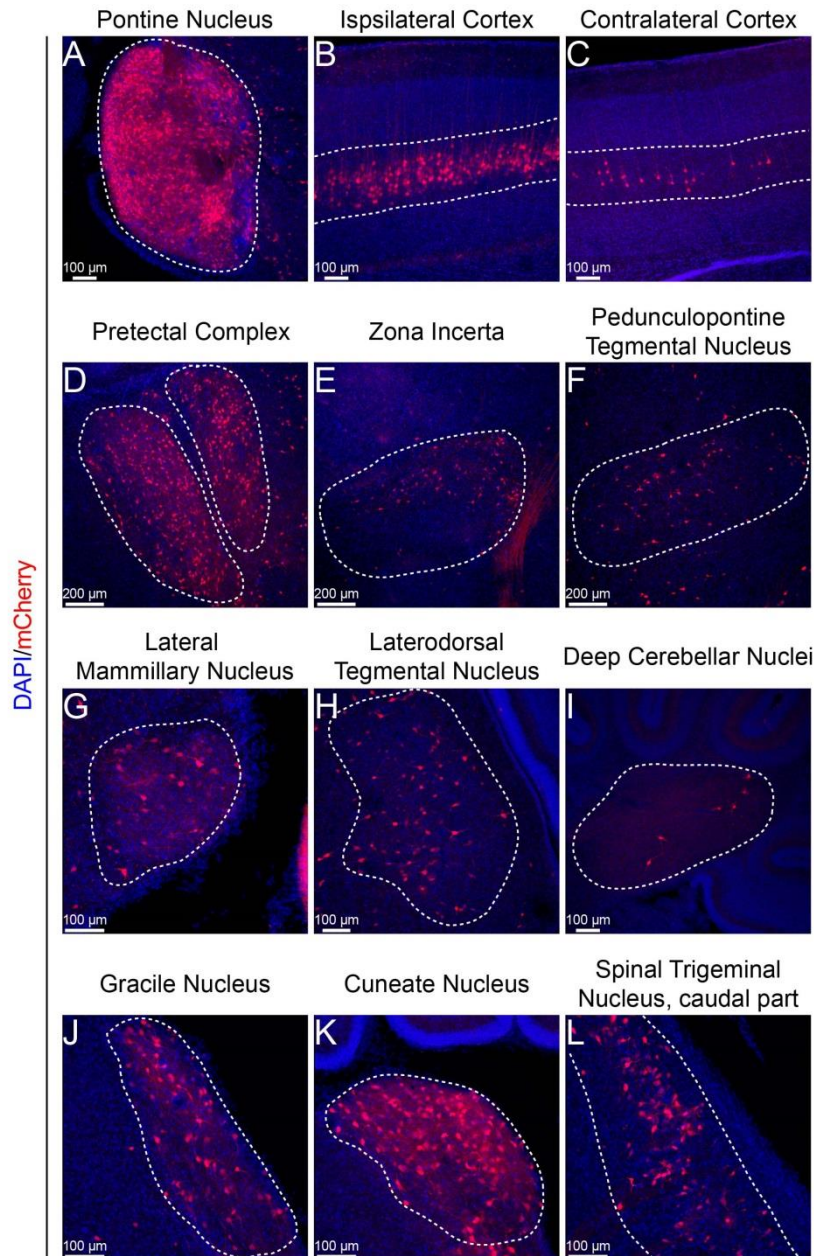 Pontine Nucleus
Ispsilateral Cortex
Contralateral Cortex
A
B
C
100 µm
100 µm
100 µm
Pretectal Complex
Zona Incerta
Pedunculopontine
Tegmental Nucleus
D
E
F
200 µm
200 µm
200 µm
DAPI/mCherry
Lateral
Mammillary Nucleus
Laterodorsal
Tegmental Nucleus
Deep Cerebellar Nuclei
G
H
I
100 µm
100 µm
100 µm
Gracile Nucleus
Cuneate Nucleus
Spinal Trigeminal
Nucleus, caudal part
J
K
L
100 µm
100 µm
100 µm